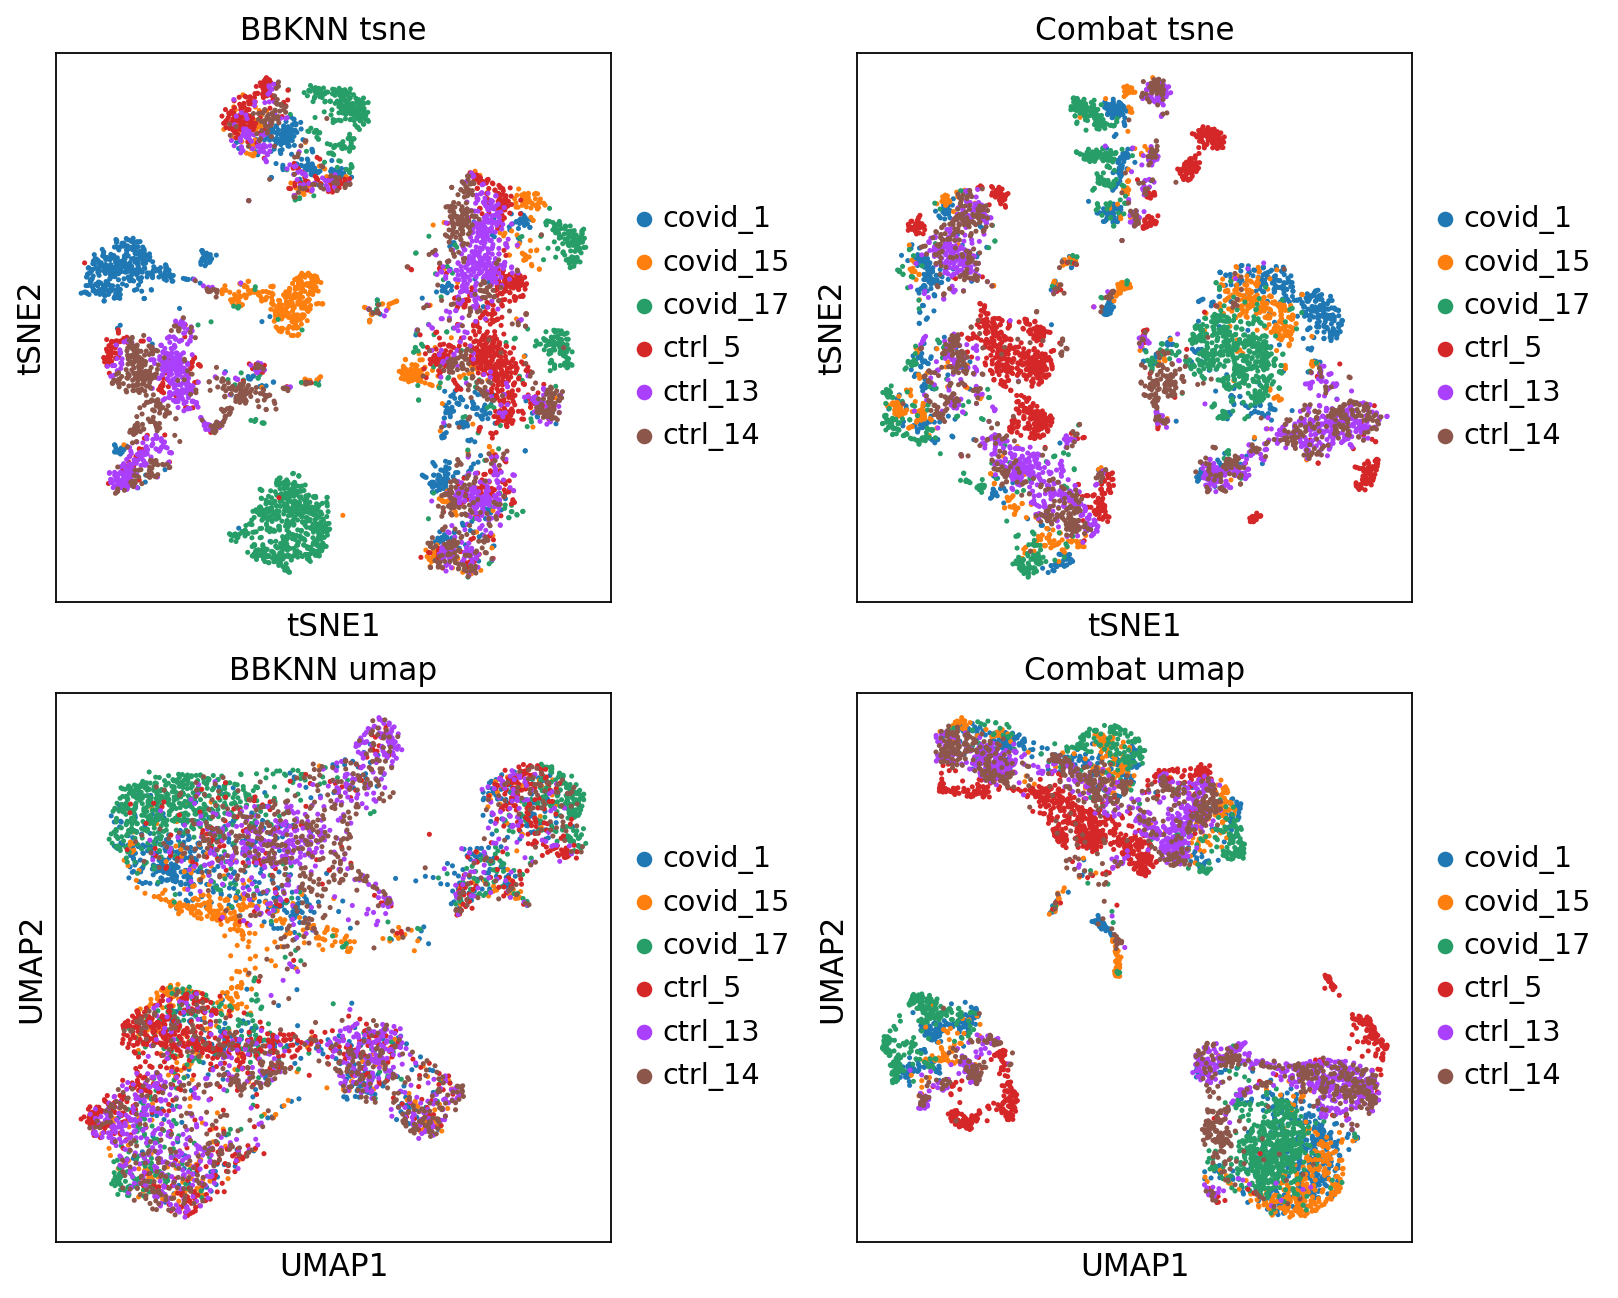 BBKNN tsne
tSNE2
tSNE1
covid_1
covid_15
covid_17
ctrl_5
ctrl_13
ctrl_14
Combat tsne
tSNE2
tSNE1
covid_1
covid_15
covid_17
ctrl_5
ctrl_13
ctrl_14
BBKNN umap
UMAP2
UMAP1
covid_1
covid_15
covid_17
ctrl_5
ctrl_13
ctrl_14
Combat umap
UMAP2
UMAP1
covid_1
covid_15
covid_17
ctrl_5
ctrl_13
ctrl_14